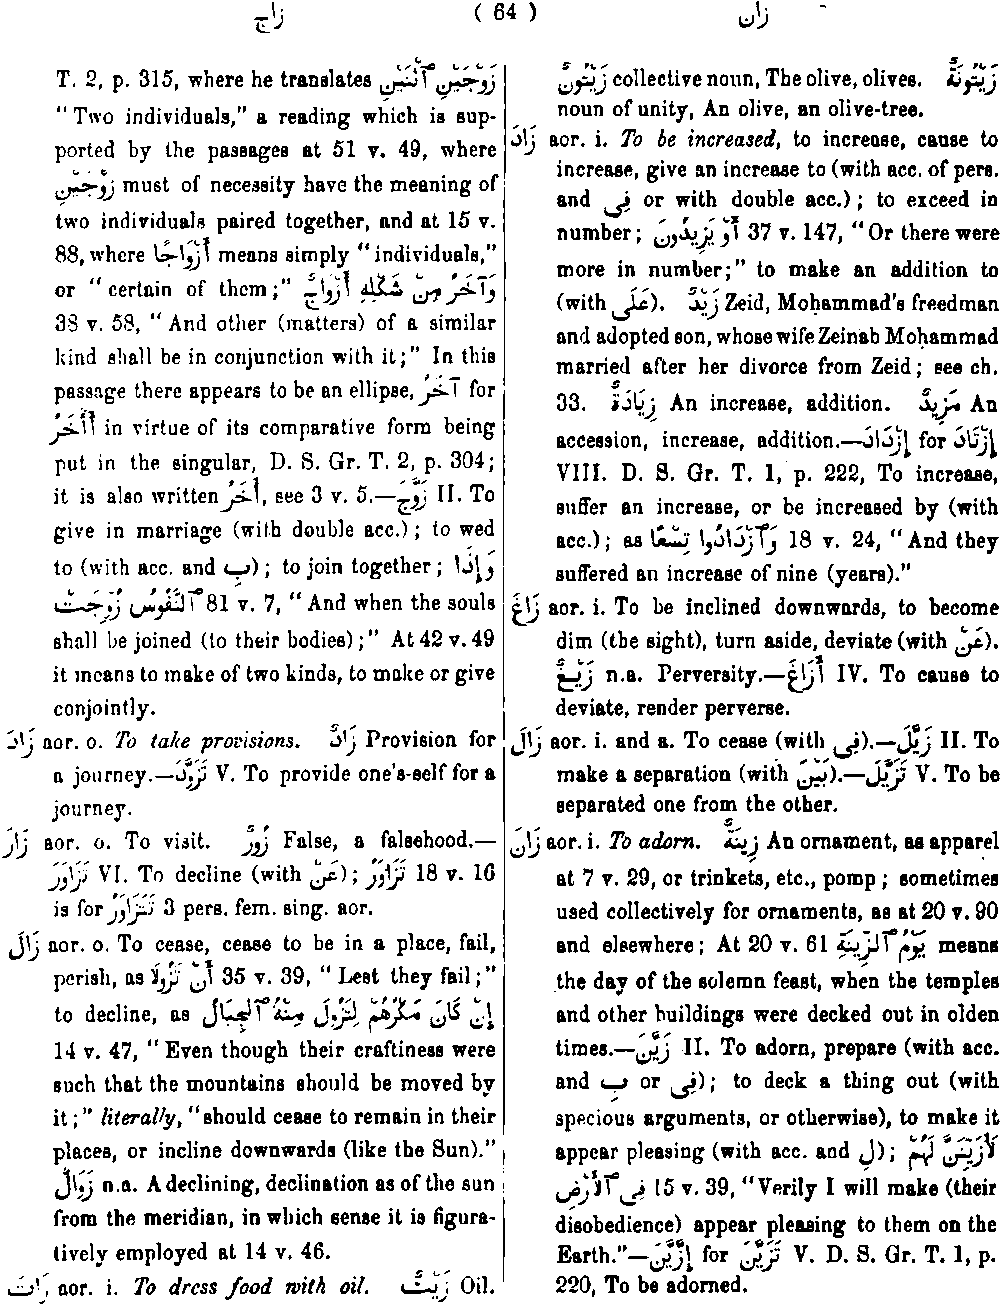 زاج ( 64 ) زان
T. 2, p. 315, where he translates زَوْجَيْنِ ٱثْنَيْنِ
"Two individuals," a reading which is sup-
ported by the passages at 51 v. 49, where
زَوْجَيْنِ must of necessity have the meaning of
two individuals paired together, and at 15 v.
88, where أَزْوَاجًا means simply "individuals,"
or "certain of them;" وَآخَرُ مِنْ شَكْلِهِ أَزْوَاجٌ
38 v. 58, "And other (matters) of a similar
kind shall be in conjunction with it;" In this
passage there appears to be an ellipse, آخَرُ for
أَأْخَرُ in virtue of its comparative form being
put in the singular, D. S. Gr. T. 2, p. 304;
it is also written أُخَرُ, see 3 v. 5.—زَوَّجَ II. To
give in marriage (with double acc.); to wed
to (with acc. and ب); to join together; وَإِذَا
ٱلنُّفُوسُ زُوِّجَتْ 81 v. 7, "And when the souls
shall be joined (to their bodies);" At 42 v. 49
it means to make of two kinds, to make or give
conjointly.
زَادَ aor. o. To take provisions. زَادٌ Provision for
a journey.—تَزَوَّدَ V. To provide one's-self for a
journey.
زَارَ aor. o. To visit. زُورٌ False, a falsehood.—
تَزَاوَرَ VI. To decline (with عَنْ); تَزَاوَرُ 18 v. 16
is for تَتَزَاوَرُ 3 pers. fem. sing. aor.
زَالَ aor. o. To cease, cease to be in a place, fail,
perish, as أَنْ تَزُولَا 35 v. 39, "Lest they fail;"
to decline, as إِنْ كَانَ مَكْرُهُمْ لِتَزُولَ مِنْهُ ٱلْجِبَالُ
14 v. 47, "Even though their craftiness were
such that the mountains should be moved by
it;" literally, "should cease to remain in their
places, or incline downwards (like the Sun)."
زَوَالٌ n.a. A declining, declination as of the sun
from the meridian, in which sense it is figura-
tively employed at 14 v. 46.
زَاتَ aor. i. To dress food with oil. زَيْتٌ Oil.
زَيْتُونٌ collective noun, The olive, olives. زَيْتُونَةٌ
noun of unity, An olive, an olive-tree.
زَادَ aor. i. To be increased, to increase, cause to
increase, give an increase to (with acc. of pers.
and فِى or with double acc.); to exceed in
number; أَوْ يَزِيدُونَ 37 v. 147, "Or there were
more in number;" to make an addition to
(with عَلَى). زَيْدٌ Zeid, Moḥammad's freedman
and adopted son, whose wife Zeinab Moḥammad
married after her divorce from Zeid; see ch.
33. زِيَادَةٌ An increase, addition. مَزِيدٌ An
accession, increase, addition.—إِزْدَادَ for إِزْتَادَ
VIII. D. S. Gr. T. 1, p. 222, To increase,
suffer an increase, or be increased by (with
acc.); as وَٱزْدَادُوا تِسْعًا 18 v. 24, "And they
suffered an increase of nine (years)."
زَاغَ aor. i. To be inclined downwards, to become
dim (the sight), turn aside, deviate (with عَنْ).
زَيْغٌ n.a. Perversity.—أَزَاغَ IV. To cause to
deviate, render perverse.
زَالَ aor. i. and a. To cease (with فِى).—زَيَّلَ II. To
make a separation (with بَيْنَ).—تَزَيَّلَ V. To be
separated one from the other.
زَانَ aor. i. To adorn. زِينَةٌ An ornament, as apparel
at 7 v. 29, or trinkets, etc., pomp; sometimes
used collectively for ornaments, as at 20 v. 90
and elsewhere; At 20 v. 61 يَوْمُ ٱلزِّينَةِ means
the day of the solemn feast, when the temples
and other buildings were decked out in olden
times.—زَيَّنَ II. To adorn, prepare (with acc.
and ب or فِى); to deck a thing out (with
specious arguments, or otherwise), to make it
appear pleasing (with acc. and ل); لَأُزَيِّنَنَّ لَهُمْ
فِى ٱلْأَرْضِ 15 v. 39, "Verily I will make (their
disobedience) appear pleasing to them on the
Earth."—إِزَّيَّنَ for تَزَيَّنَ V. D. S. Gr. T. 1, p.
220, To be adorned.